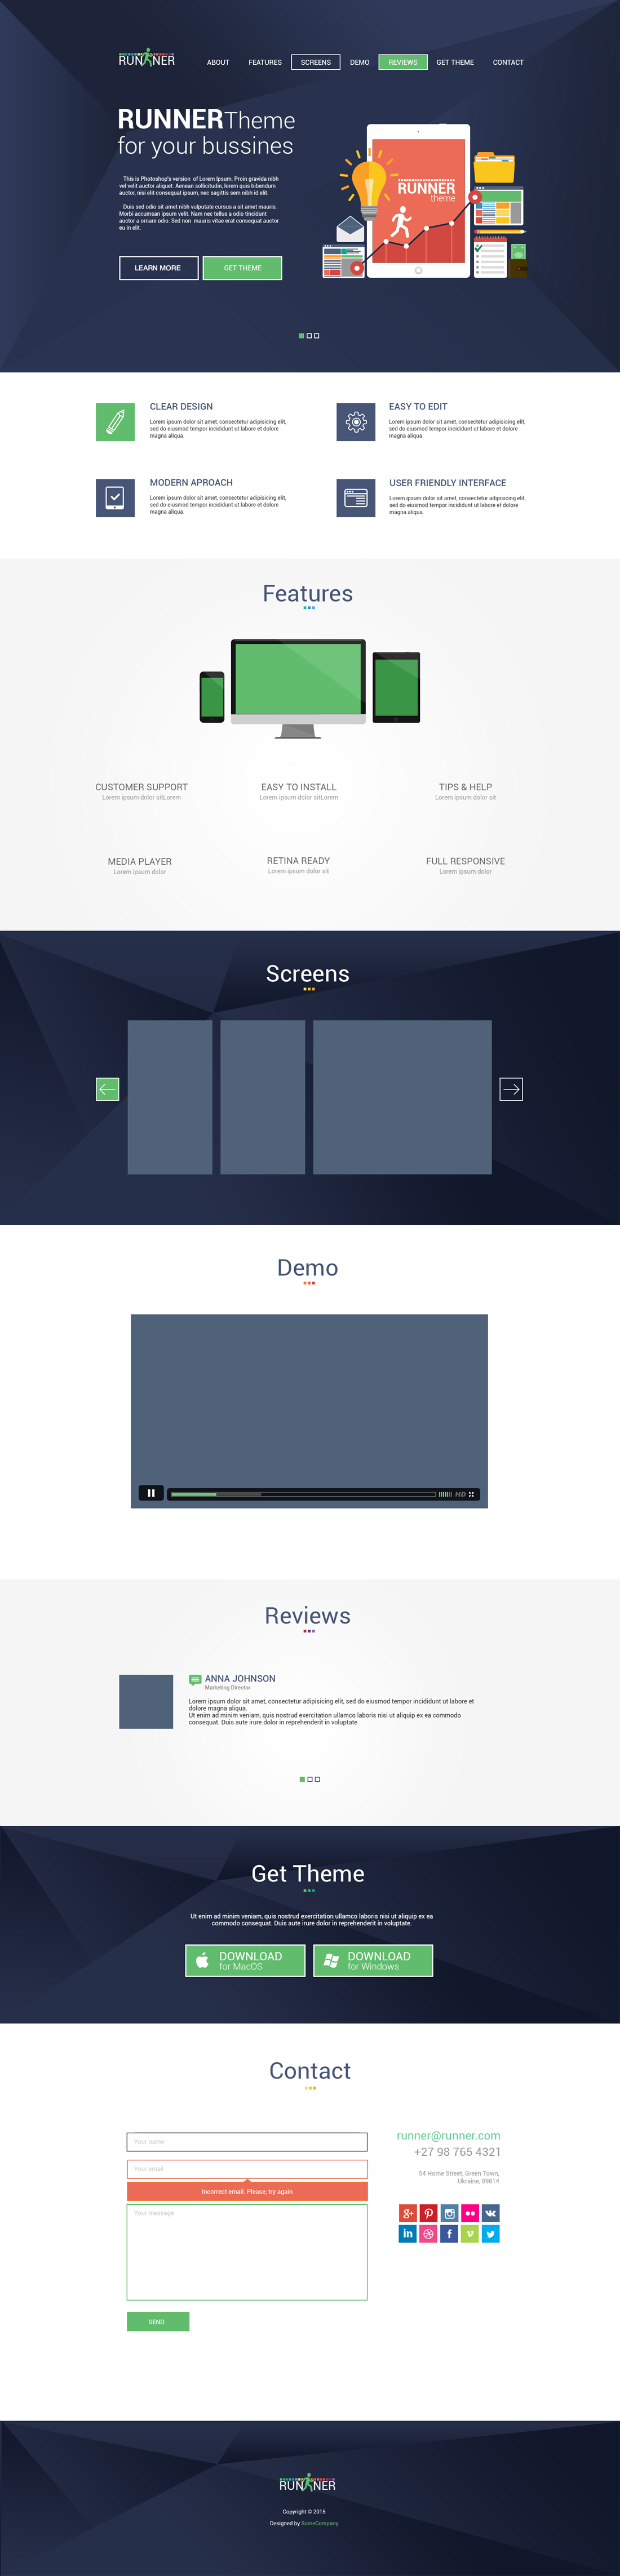 RUNNER
ABOUT
FEATURES
SCREENS
DEMO
REVIEWS
GET THEME
CONTACT
RUNNER Theme
for your bussines
This is Photoshop's version of Lorem Ipsum. Proin gravida nibh
vel velit auctor aliquet. Aenean sollicitudin, lorem quis bibendum
auctor, nisi elit consequat ipsum, nec sagittis sem nibh id elit.
Duis sed odio sit amet nibh vulputate cursus a sit amet mauris.
Morbi accumsan ipsum velit. Nam nec tellus a odio tincidunt
auctor a ornare odio. Sed non mauris vitae erat consequat auctor
eu in elit.
RUNNER
theme
LEARN MORE
GET THEME
CLEAR DESIGN
Lorem ipsum dolor sit amet, consectetur adipisicing elit,
sed do eiusmod tempor incididunt ut labore et dolore
magna aliqua.
EASY TO EDIT
Lorem ipsum dolor sit amet, consectetur adipisicing elit,
sed do eiusmod tempor incididunt ut labore et dolore
magna aliqua.
MODERN APROACH
Lorem ipsum dolor sit amet, consectetur adipisicing elit,
sed do eiusmod tempor incididunt ut labore et dolore
magna aliqua.
USER FRIENDLY INTERFACE
Lorem ipsum dolor sit amet, consectetur adipisicing elit,
sed do eiusmod tempor incididunt ut labore et dolore
magna aliqua.
Features
CUSTOMER SUPPORT
Lorem ipsum dolor sitLorem
EASY TO INSTALL
Lorem ipsum dolor sitLorem
TIPS & HELP
Lorem ipsum dolor sit
MEDIA PLAYER
Lorem ipsum dolor
RETINA READY
Lorem ipsum dolor sit
FULL RESPONSIVE
Lorem ipsum dolor
Screens
Demo
HD
Reviews
ANNA JOHNSON
Marketing Director
Lorem ipsum dolor sit amet, consectetur adipisicing elit, sed do eiusmod tempor incididunt ut labore et
dolore magna aliqua.
Ut enim ad minim veniam, quis nostrud exercitation ullamco laboris nisi ut aliquip ex ea commodo
consequat. Duis aute irure dolor in reprehenderit in voluptate.
Get Theme
Ut enim ad minim veniam, quis nostrud exercitation ullamco laboris nisi ut aliquip ex ea
commodo consequat. Duis aute irure dolor in reprehenderit in voluptate.
DOWNLOAD
for MacOS
DOWNLOAD
for Windows
Contact
Your name
Your email
Incorrect email. Please, try again
Your message
SEND
runner@runner.com
+27 98 765 4321
54 Home Street, Green Town,
Ukraine, 09814
RUNNER
Copyright © 2015
Designed by SomeCompany